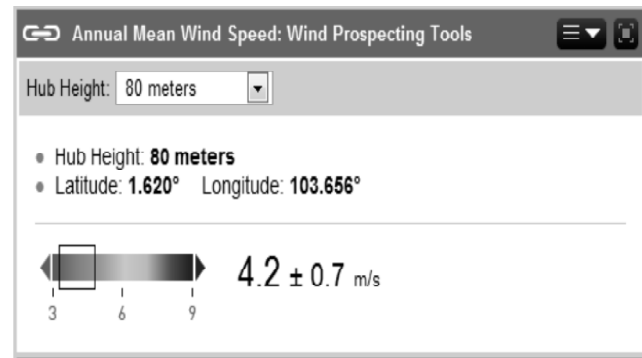 Annual Mean Wind Speed: Wind Prospecting Tools
Hub Height: 80 meters
Hub Height: 80 meters
Latitude: 1.620° Longitude: 103.656°
4.2 ± 0.7 m/s
3 6 9